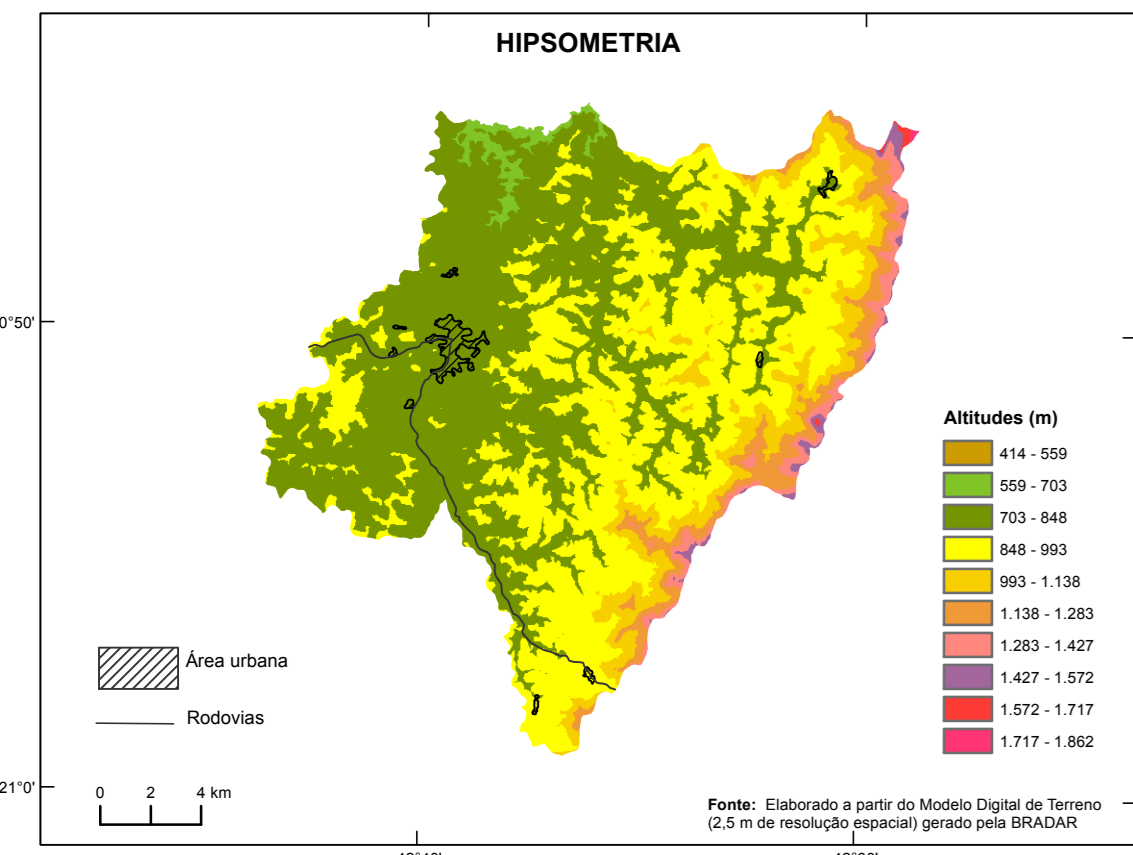 HIPSOMETRIA
0°50'
Altitudes (m)
414 - 559
559 - 703
703 - 848
848 - 993
993 - 1.138
1.138 - 1.283
1.283 - 1.427
1.427 - 1.572
1.572 - 1.717
1.717 - 1.862
Área urbana
Rodovias
21°0'
0 2 4 km
Fonte: Elaborado a partir do Modelo Digital de Terreno
(2,5 m de resolução espacial) gerado pela BRADAR